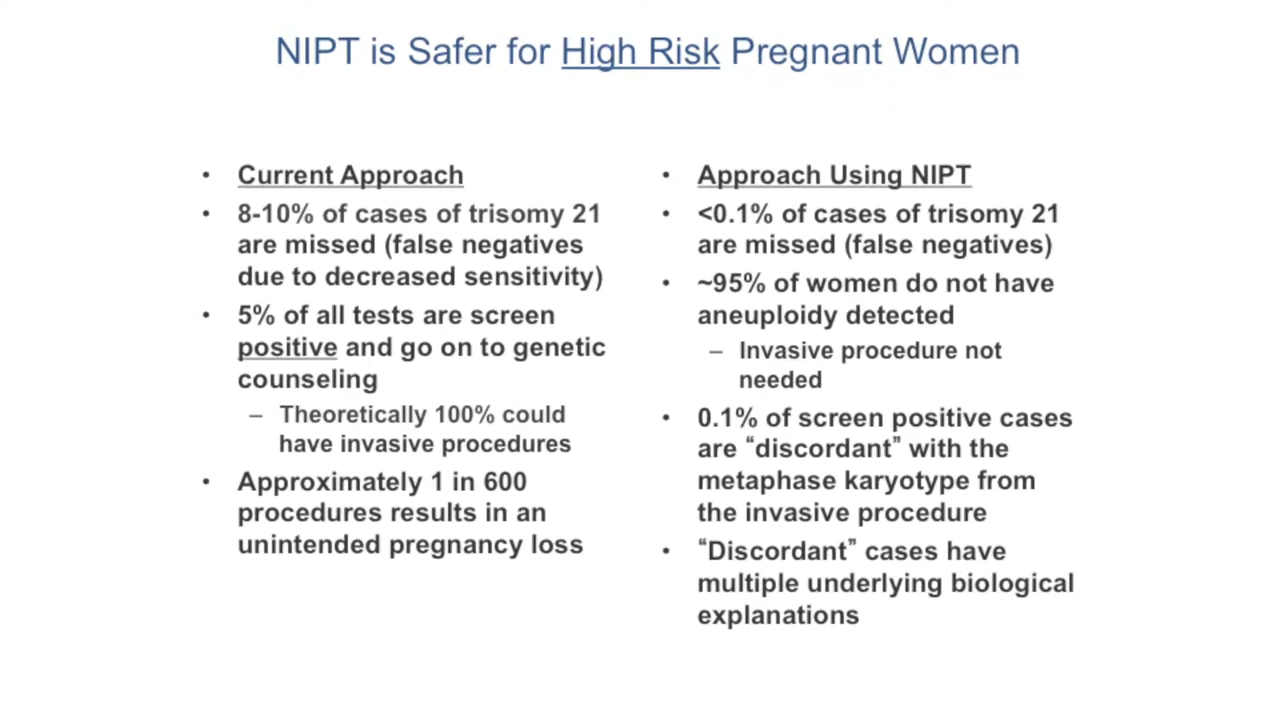 NIPT is Safer for High Risk Pregnant Women
• Current Approach
• 8-10% of cases of trisomy 21
are missed (false negatives
due to decreased sensitivity)
• 5% of all tests are screen
positive and go on to genetic
counseling
– Theoretically 100% could
have invasive procedures
• Approximately 1 in 600
procedures results in an
unintended pregnancy loss
• Approach Using NIPT
• <0.1% of cases of trisomy 21
are missed (false negatives)
• ~95% of women do not have
aneuploidy detected
– Invasive procedure not
needed
• 0.1% of screen positive cases
are “discordant” with the
metaphase karyotype from
the invasive procedure
• “Discordant” cases have
multiple underlying biological
explanations